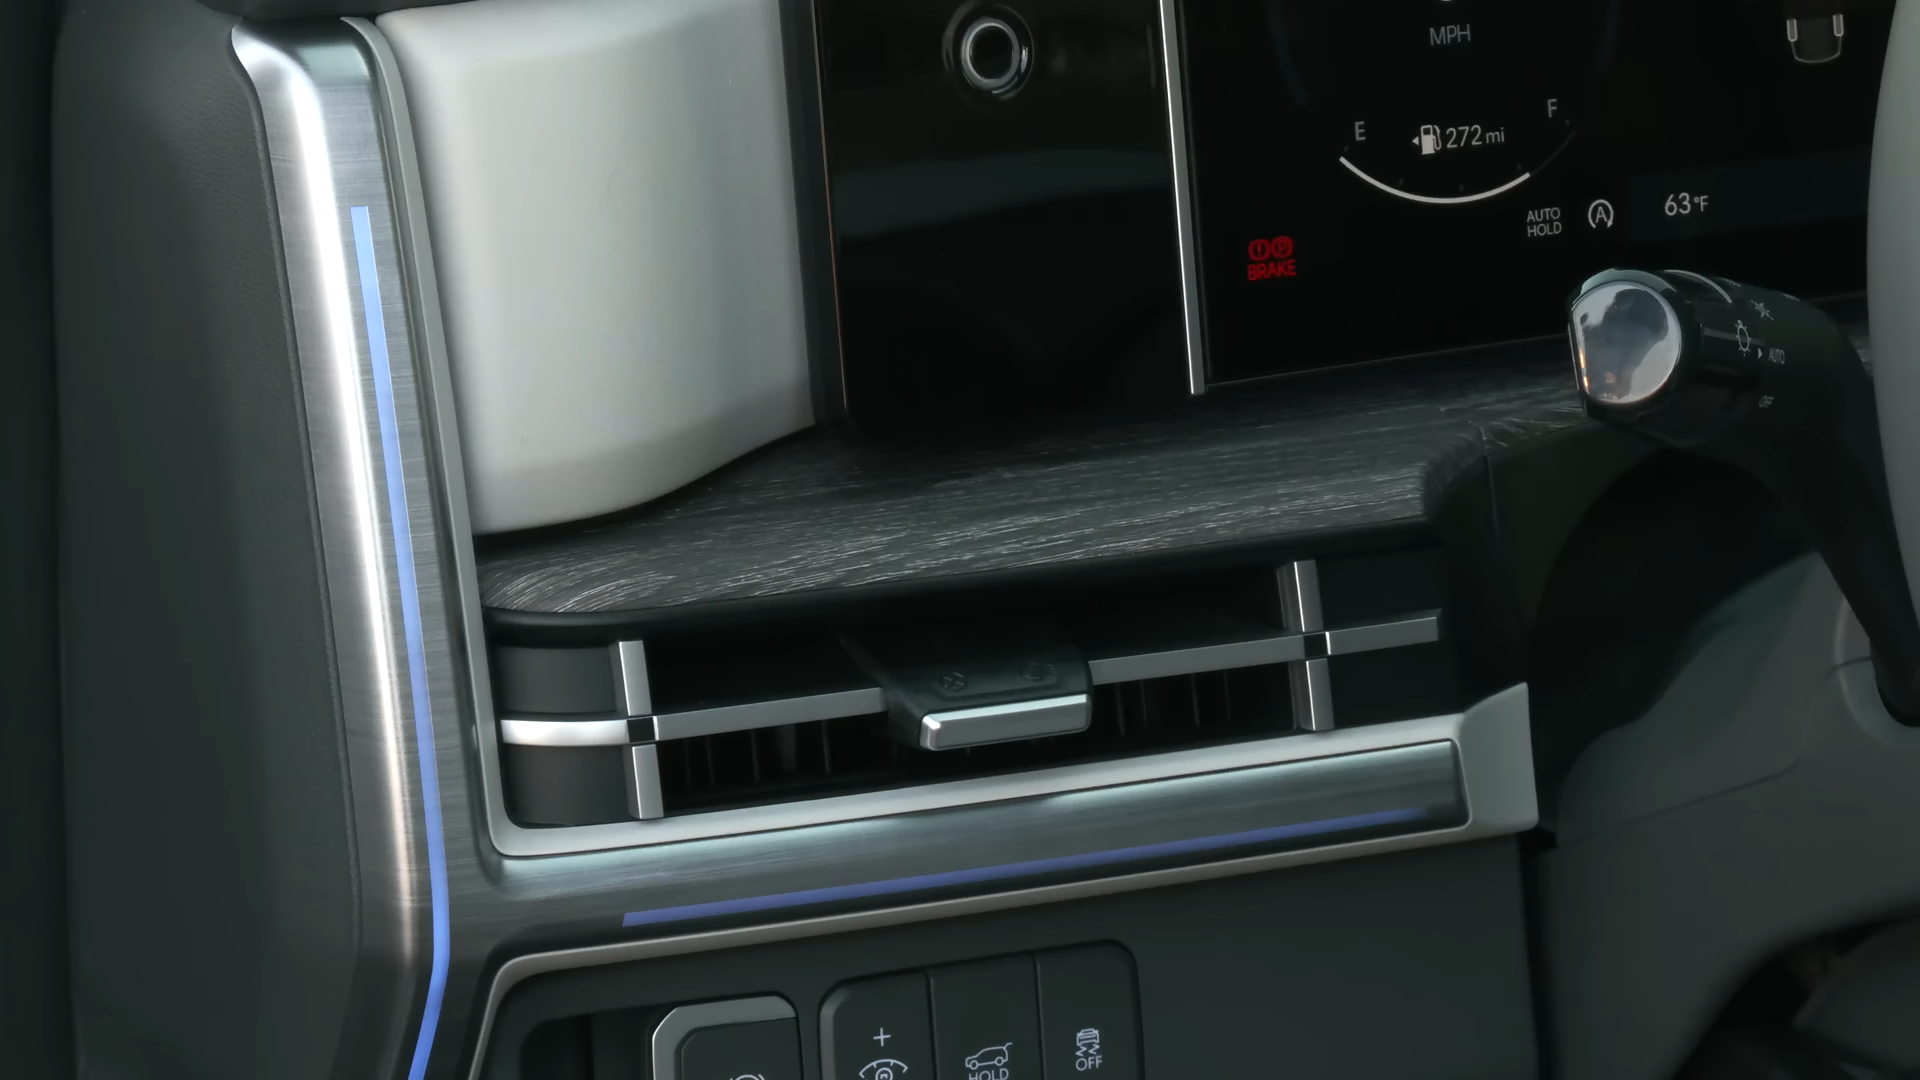 MPH
E
F
272 mi
AUTO
HOLD
A
63°F
BRAKE
AUTO
OFF
+
HOLD
OFF